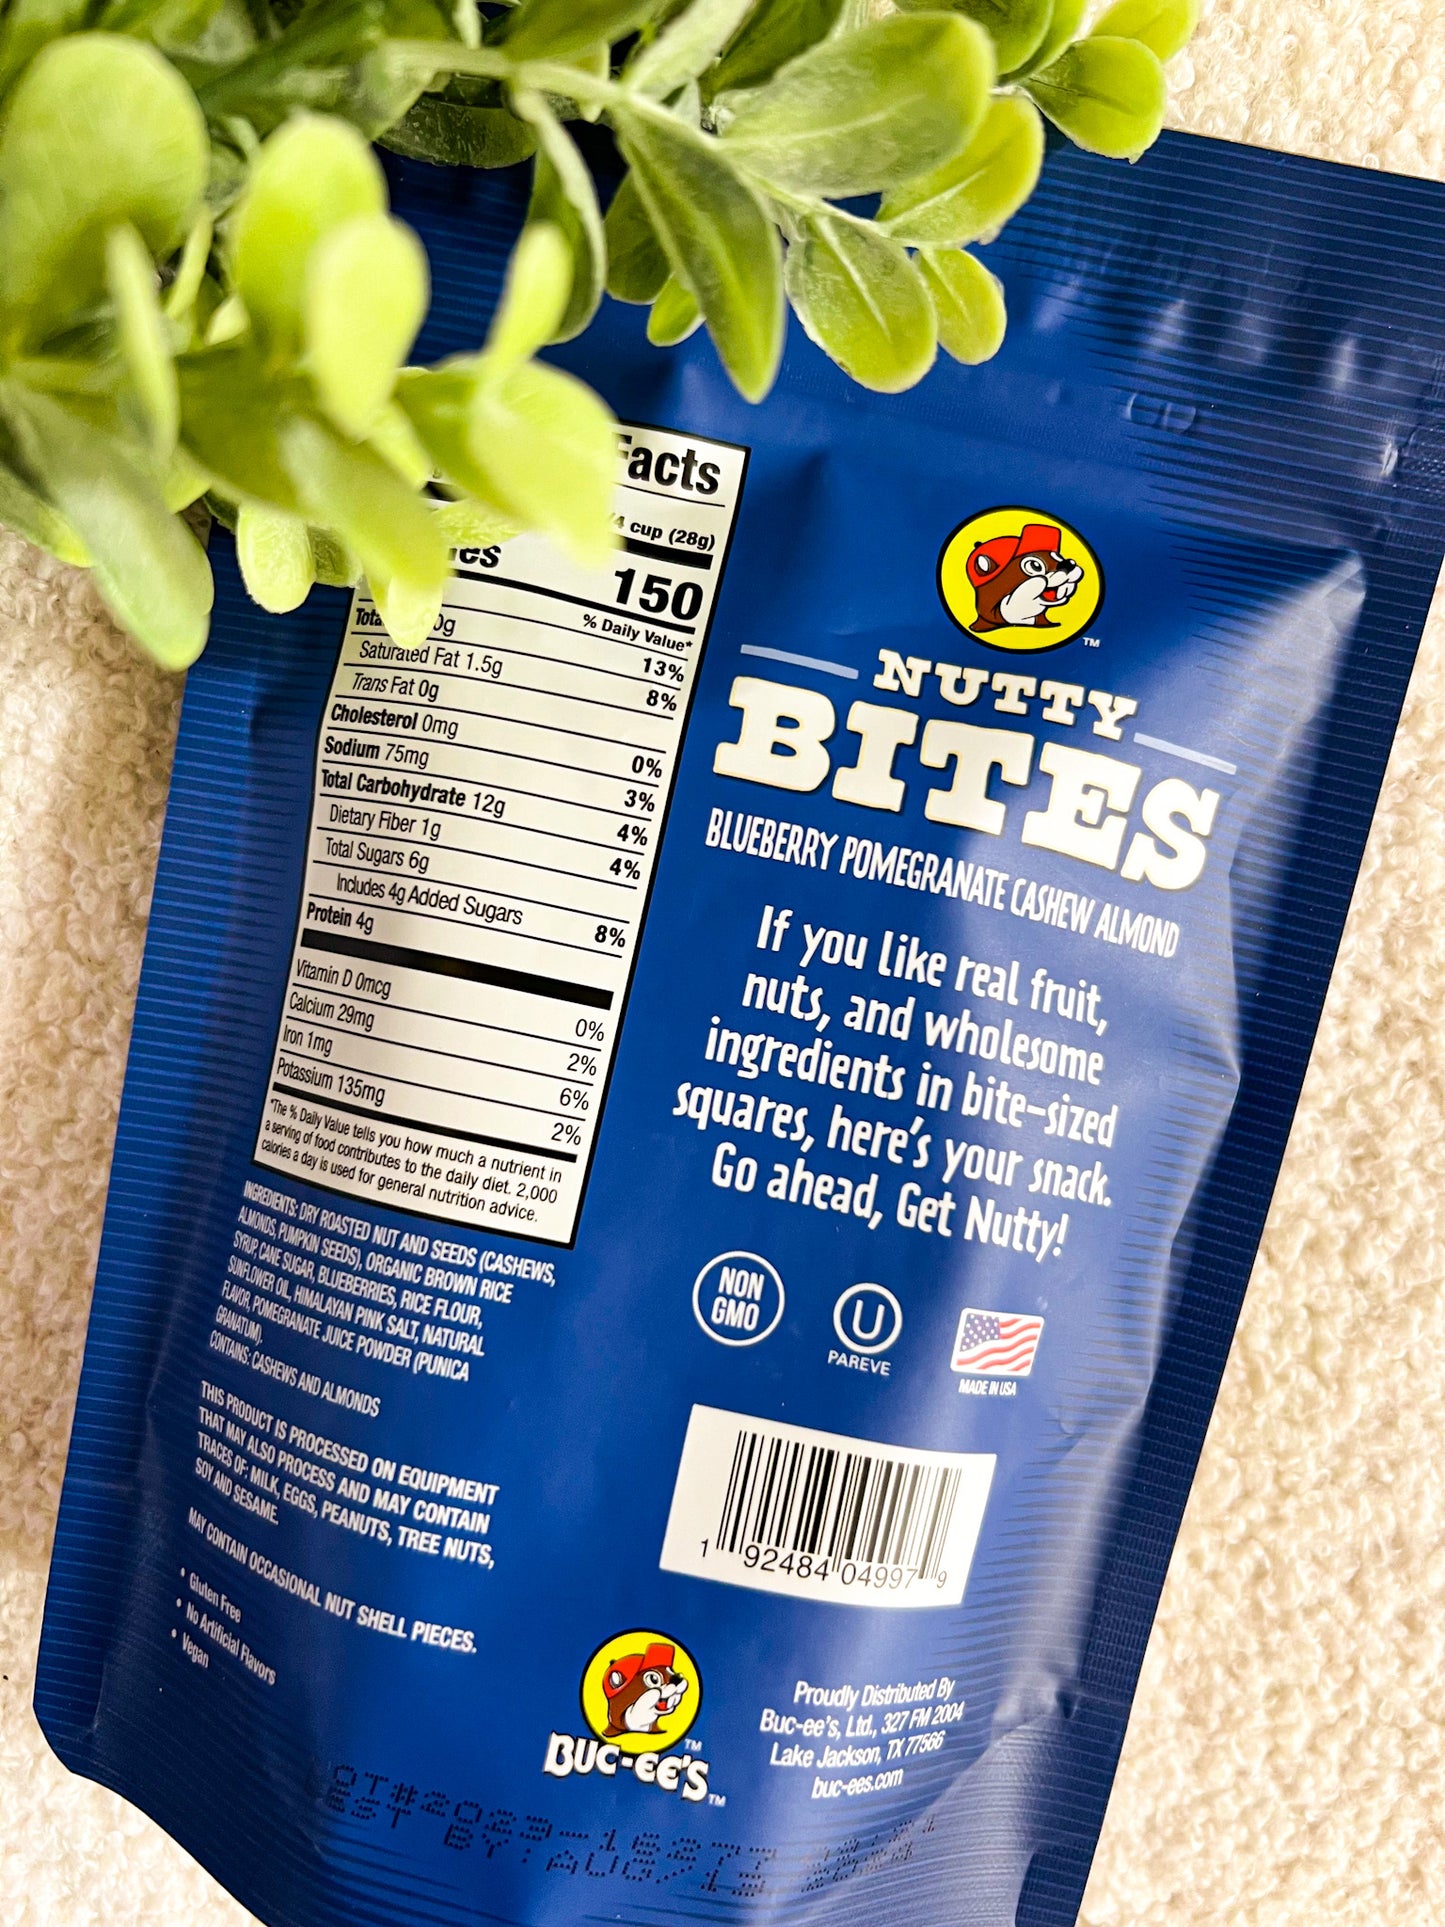 Facts
cup (28g)
150
% Daily Value*
13%
Saturated Fat 1.5g 8%
Trans Fat 0g
Cholesterol 0mg 0%
Sodium 75mg 3%
Total Carbohydrate 12g 4%
Dietary Fiber 1g 4%
Total Sugars 6g
Includes 4g Added Sugars 8%
Protein 4g
Vitamin D 0mcg 0%
Calcium 29mg 2%
Iron 1mg 6%
Potassium 135mg 2%
*The % Daily Value tells you how much a nutrient in
a serving of food contributes to the daily diet. 2,000
calories a day is used for general nutrition advice.
INGREDIENTS: DRY ROASTED NUT AND SEEDS (CASHEWS,
ALMONDS, PUMPKIN SEEDS), ORGANIC BROWN RICE
SYRUP, CANE SUGAR, BLUEBERRIES, RICE FLOUR,
SUNFLOWER OIL, HIMALAYAN PINK SALT, NATURAL
FLAVOR, POMEGRANATE JUICE POWDER (PUNICA
GRANATUM).
CONTAINS: CASHEWS AND ALMONDS
THIS PRODUCT IS PROCESSED ON EQUIPMENT
THAT MAY ALSO PROCESS AND MAY CONTAIN
TRACES OF: MILK, EGGS, PEANUTS, TREE NUTS,
SOY AND SESAME.
MAY CONTAIN OCCASIONAL NUT SHELL PIECES.
• Gluten Free
• No Artificial Flavors
• Vegan
TM
NUTTY
BITES
BLUEBERRY POMEGRANATE CASHEW ALMOND
If you like real fruit,
nuts, and wholesome
ingredients in bite-sized
squares, here's your snack.
Go ahead, Get Nutty!
NON
GMO
U
PAREVE
MADE IN USA
1 92484 04997 9
TM
BUC-EE'S TM
Proudly Distributed By
Buc-ee's, Ltd., 327 FM 2004
Lake Jackson, TX 77566
buc-ees.com